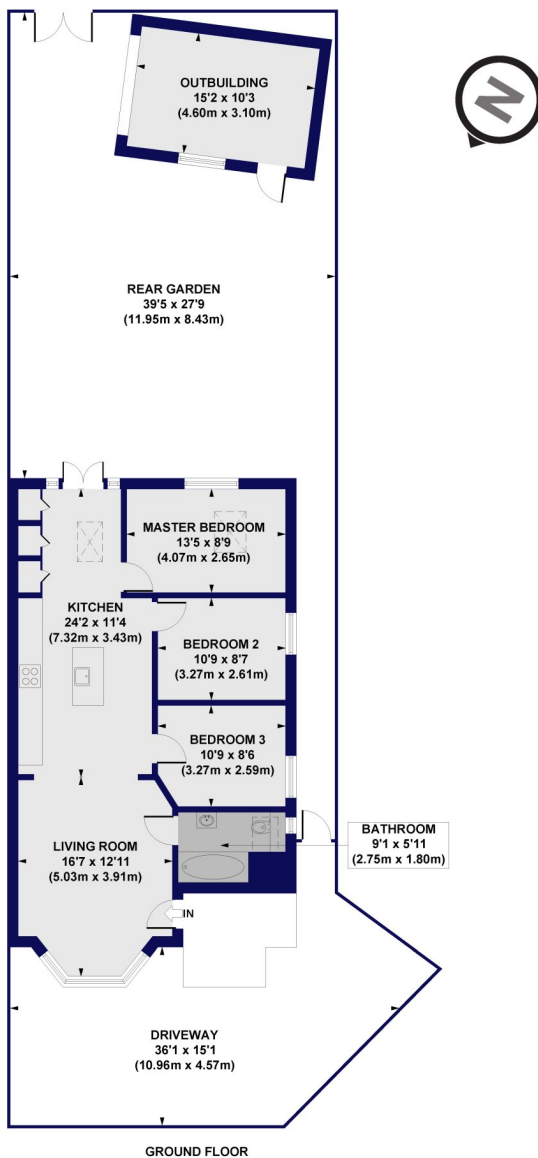 OUTBUILDING
15'2 x 10'3
(4.60m x 3.10m)
N
REAR GARDEN
39'5 x 27'9
(11.95m x 8.43m)
MASTER BEDROOM
13'5 x 8'9
(4.07m x 2.65m)
KITCHEN
24'2 x 11'4
(7.32m x 3.43m)
BEDROOM 2
10'9 x 8'7
(3.27m x 2.61m)
BEDROOM 3
10'9 x 8'6
(3.27m x 2.59m)
LIVING ROOM
16'7 x 12'11
(5.03m x 3.91m)
BATHROOM
9'1 x 5'11
(2.75m x 1.80m)
IN
DRIVEWAY
36'1 x 15'1
(10.96m x 4.57m)
GROUND FLOOR